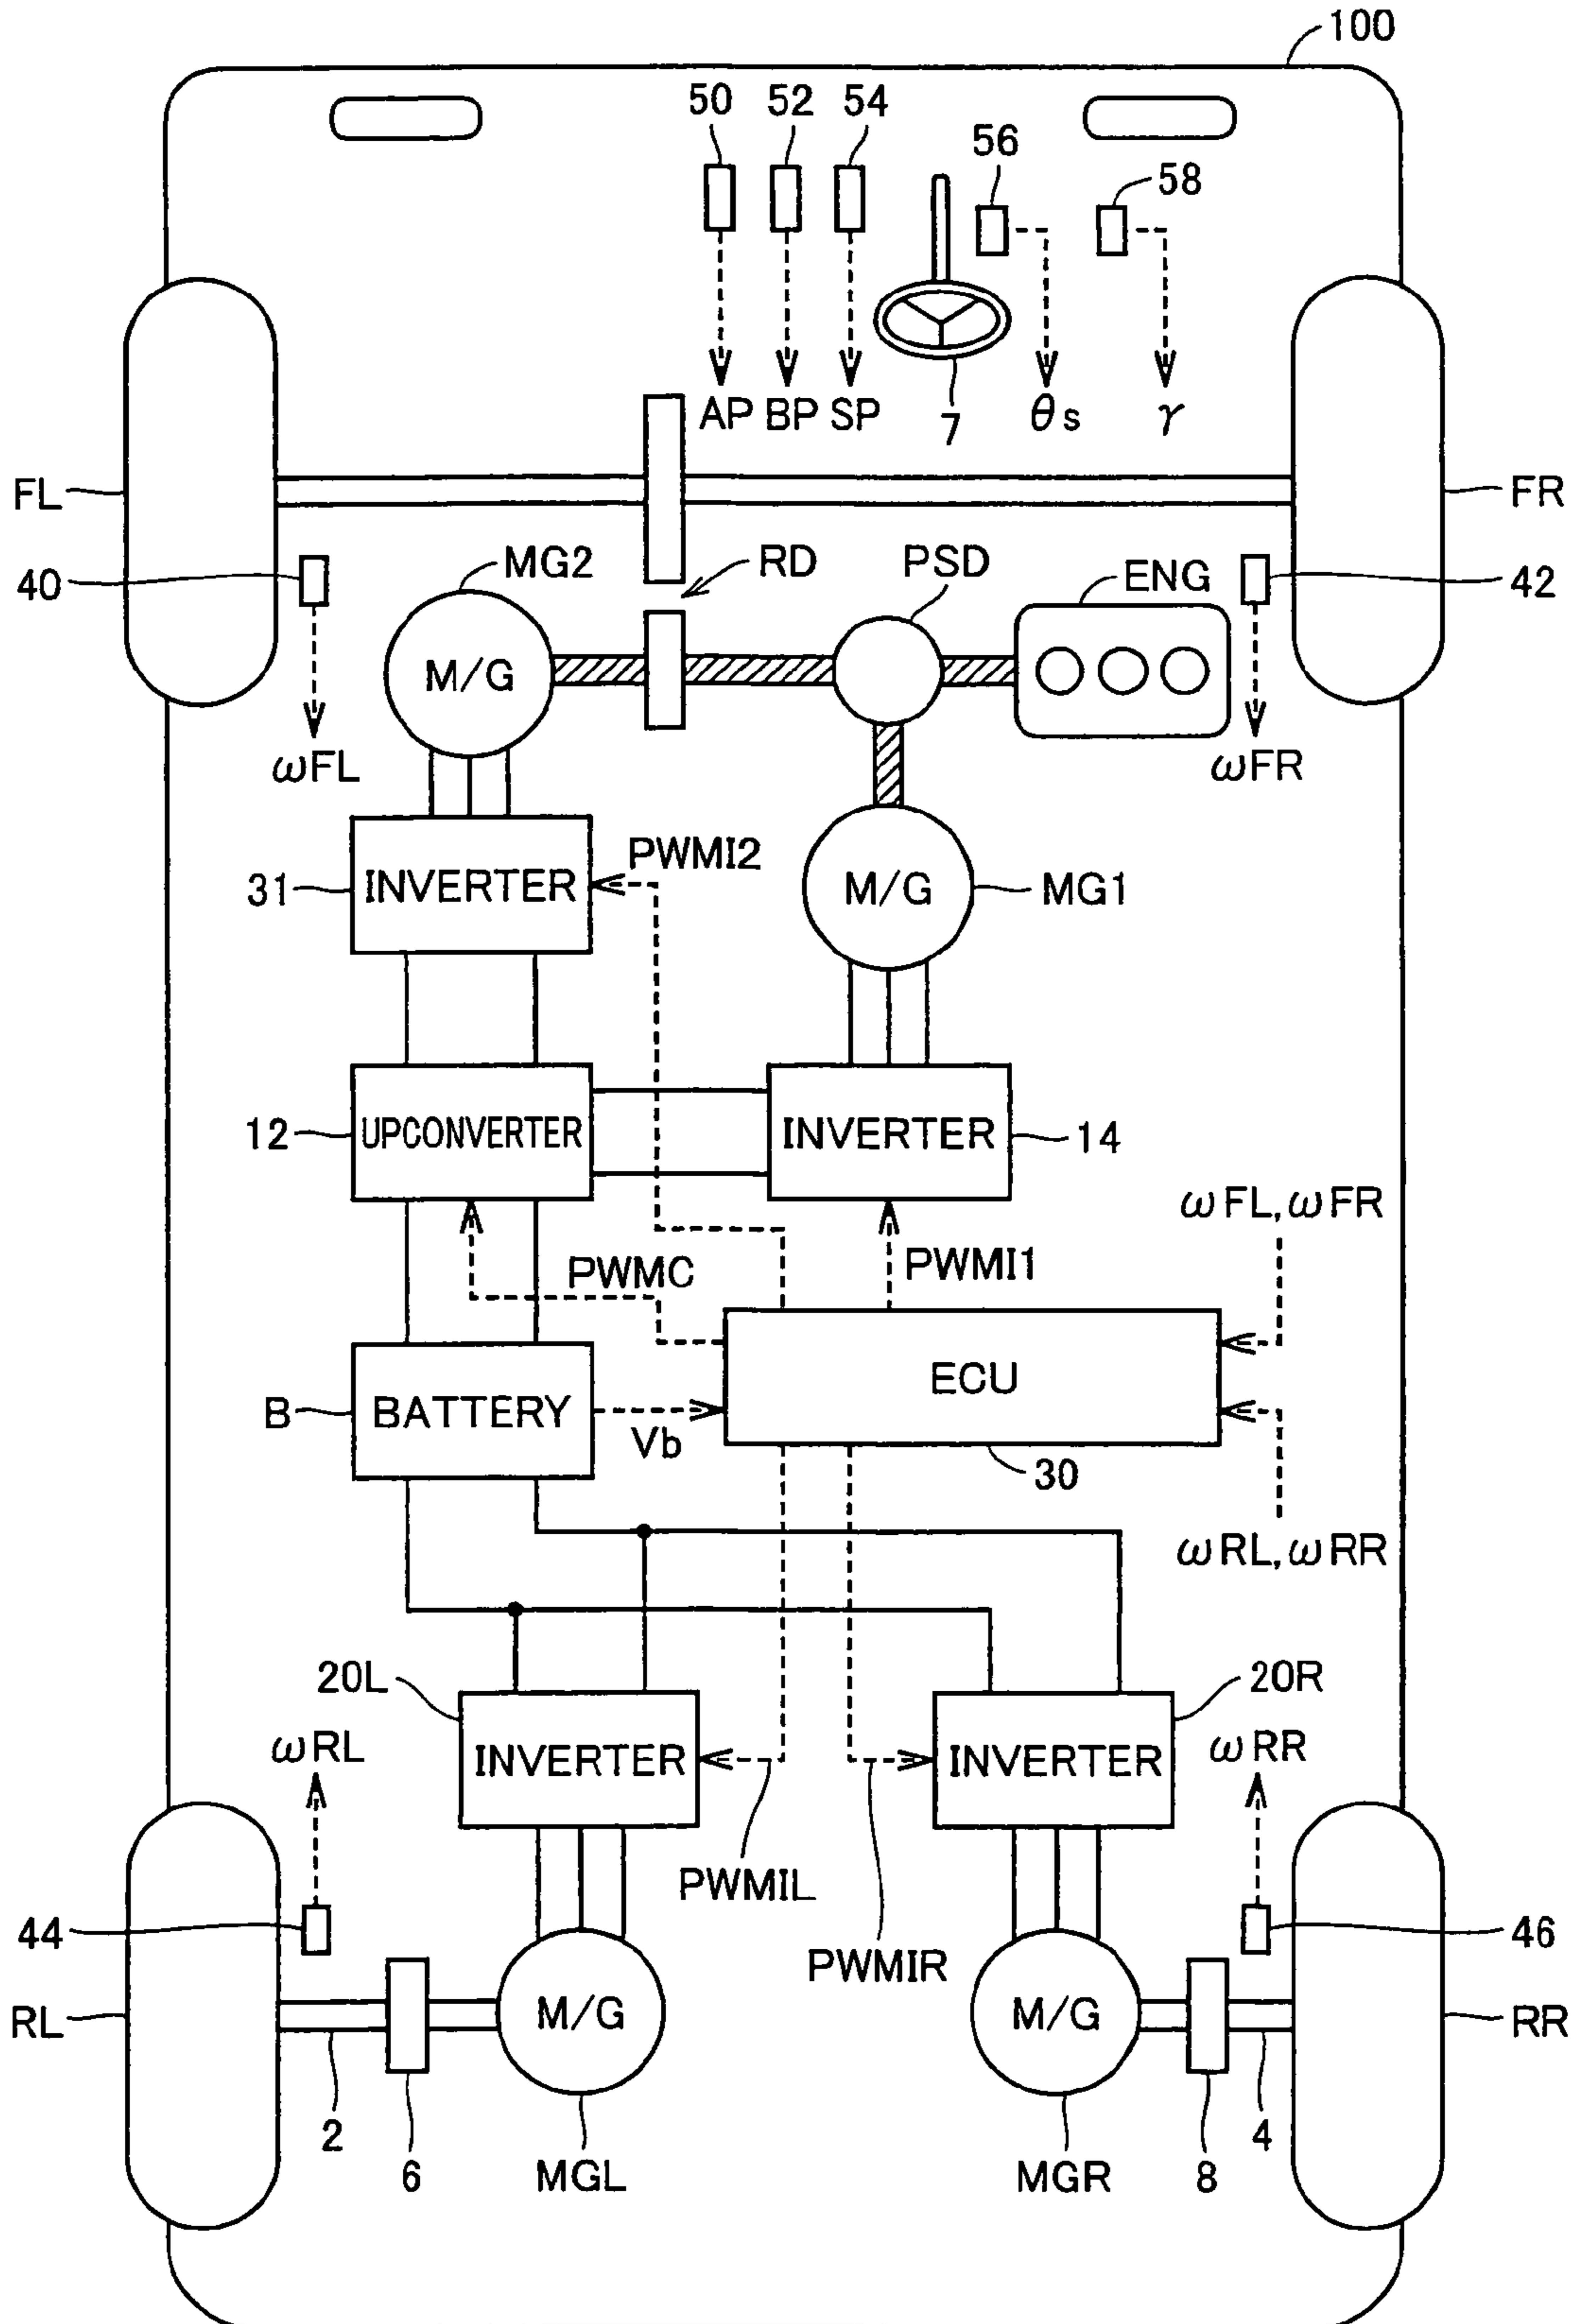 100
50 52 54
56
58
AP BP SP 7 θs γ
FL FR
MG2 RD PSD ENG
40 42
M/G
ωFL ωFR
PWMI2
31 INVERTER M/G MG1
12 UPCONVERTER INVERTER 14
ωFL, ωFR
PWMC PWMI1
ECU
B BATTERY
Vb 30
ωRL, ωRR
20L 20R
ωRL INVERTER INVERTER ωRR
PWMIL
44 46
PWMIR
RL M/G M/G RR
2 4
6 MGL MGR 8